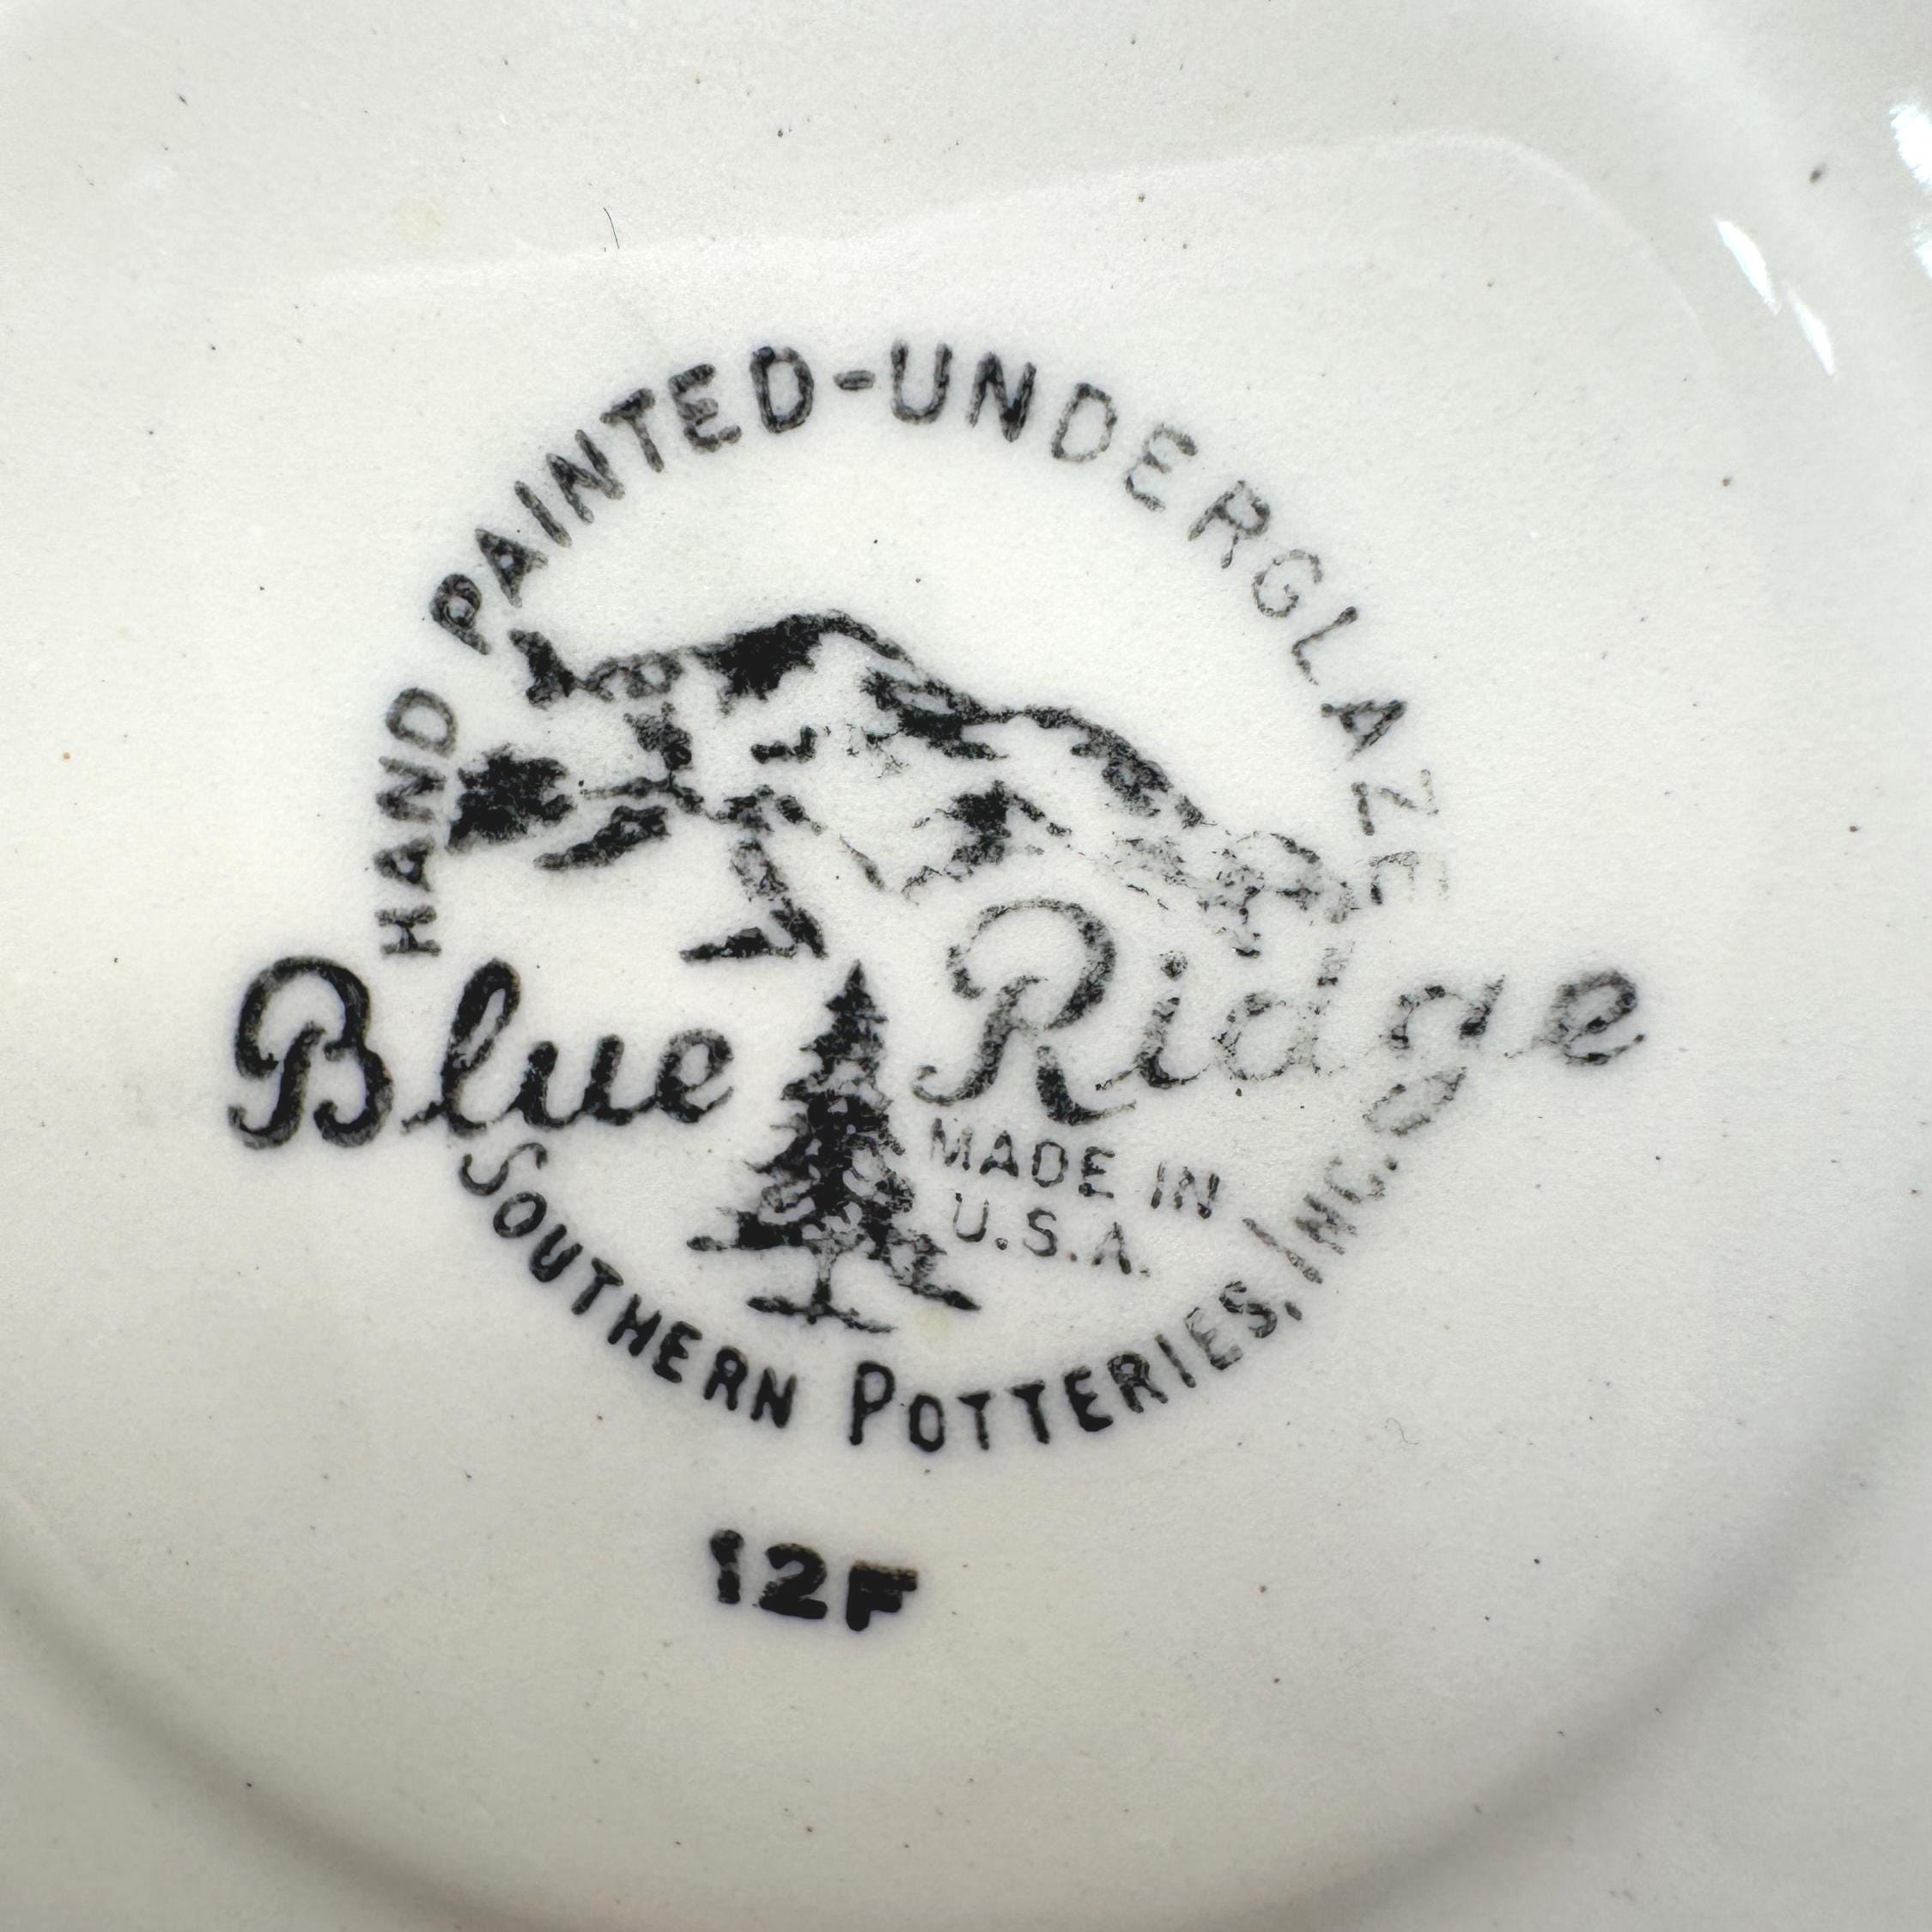 HAND PAINTED-UNDERGLAZE
Blue Ridge
MADE IN
U.S.A.
SOUTHERN POTTERIES, INC.
12F